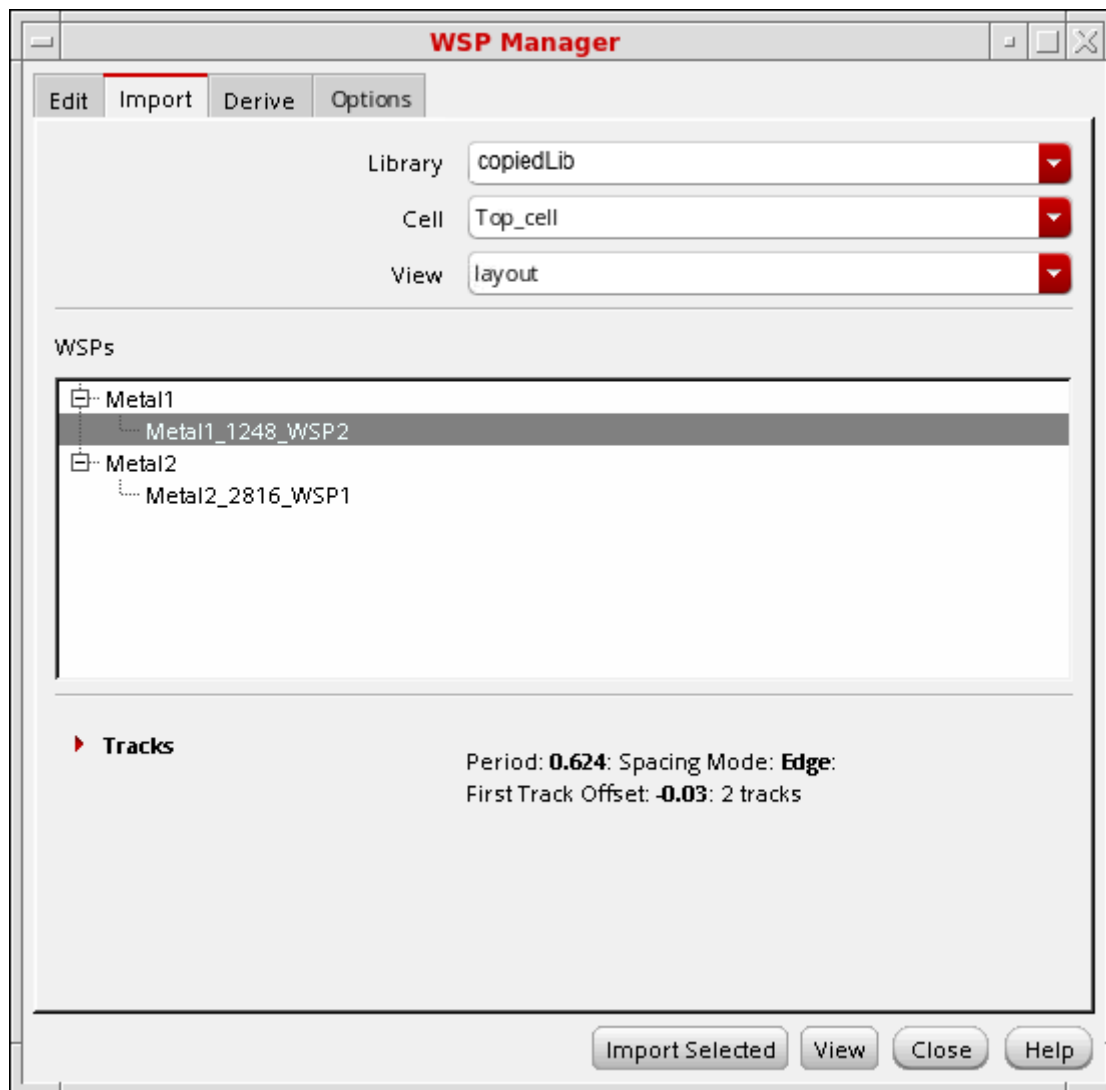 WSP Manager
Edit Import Derive Options
Library copiedLib
Cell Top_cell
View layout
WSPs
Metal1
Metal1_1248_WSP2
Metal2
Metal2_2816_WSP1
Tracks
Period: 0.624: Spacing Mode: Edge:
First Track Offset: -0.03: 2 tracks
Import Selected View Close Help